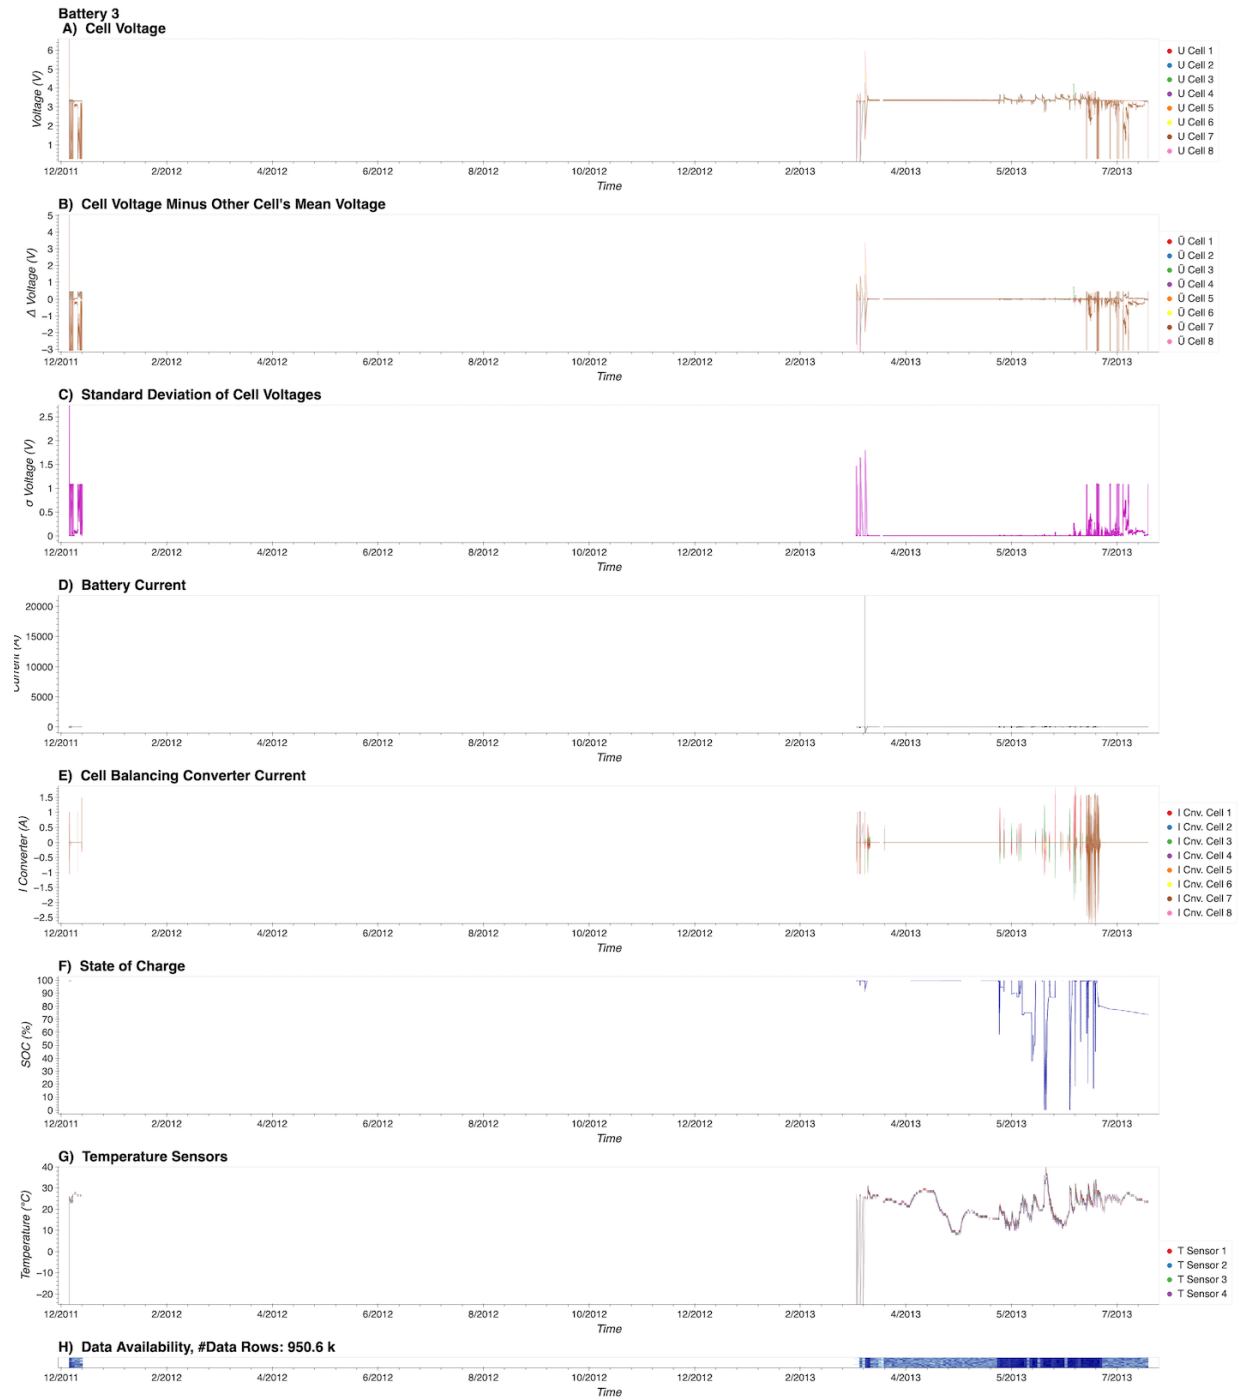 Battery 3
A) Cell Voltage
Voltage (V)
6
5
4
3
2
1
12/2011 2/2012 4/2012 6/2012 8/2012 10/2012 12/2012 2/2013 4/2013 5/2013 7/2013
Time
U Cell 1
U Cell 2
U Cell 3
U Cell 4
U Cell 5
U Cell 6
U Cell 7
U Cell 8
B) Cell Voltage Minus Other Cell's Mean Voltage
Δ Voltage (V)
5
4
3
2
1
0
−1
−2
−3
12/2011 2/2012 4/2012 6/2012 8/2012 10/2012 12/2012 2/2013 4/2013 5/2013 7/2013
Time
Ū Cell 1
Ū Cell 2
Ū Cell 3
Ū Cell 4
Ū Cell 5
Ū Cell 6
Ū Cell 7
Ū Cell 8
C) Standard Deviation of Cell Voltages
σ Voltage (V)
2.5
2
1.5
1
0.5
0
12/2011 2/2012 4/2012 6/2012 8/2012 10/2012 12/2012 2/2013 4/2013 5/2013 7/2013
Time
D) Battery Current
Current (A)
20000
15000
10000
5000
0
12/2011 2/2012 4/2012 6/2012 8/2012 10/2012 12/2012 2/2013 4/2013 5/2013 7/2013
Time
E) Cell Balancing Converter Current
I Converter (A)
1.5
1
0.5
0
−0.5
−1
−1.5
−2
−2.5
12/2011 2/2012 4/2012 6/2012 8/2012 10/2012 12/2012 2/2013 4/2013 5/2013 7/2013
Time
I Cnv. Cell 1
I Cnv. Cell 2
I Cnv. Cell 3
I Cnv. Cell 4
I Cnv. Cell 5
I Cnv. Cell 6
I Cnv. Cell 7
I Cnv. Cell 8
F) State of Charge
SOC (%)
100
90
80
70
60
50
40
30
20
10
0
12/2011 2/2012 4/2012 6/2012 8/2012 10/2012 12/2012 2/2013 4/2013 5/2013 7/2013
Time
G) Temperature Sensors
Temperature (°C)
40
30
20
10
0
−10
−20
12/2011 2/2012 4/2012 6/2012 8/2012 10/2012 12/2012 2/2013 4/2013 5/2013 7/2013
Time
T Sensor 1
T Sensor 2
T Sensor 3
T Sensor 4
H) Data Availability, #Data Rows: 950.6 k
12/2011 2/2012 4/2012 6/2012 8/2012 10/2012 12/2012 2/2013 4/2013 5/2013 7/2013
Time